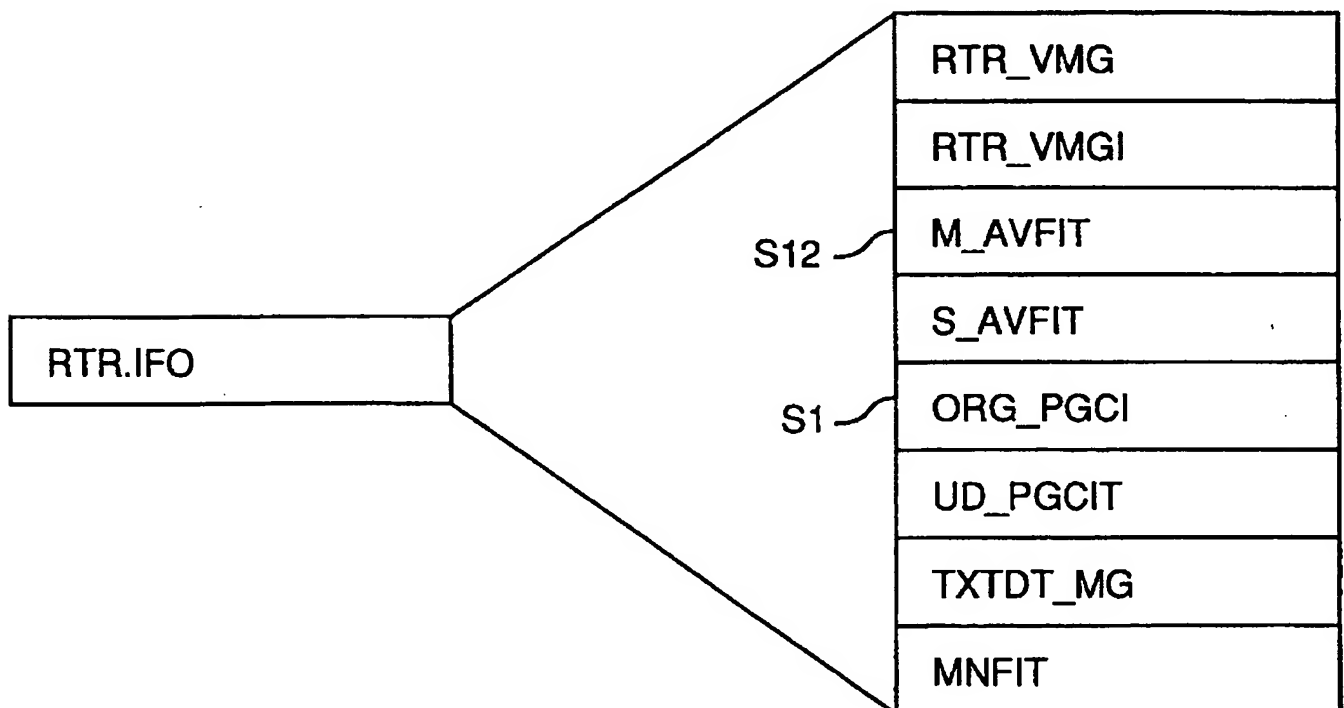 RTR.IFO
RTR_VMG
RTR_VMGI
S12
M_AVFIT
S_AVFIT
S1
ORG_PGCI
UD_PGCIT
TXTDT_MG
MNFIT